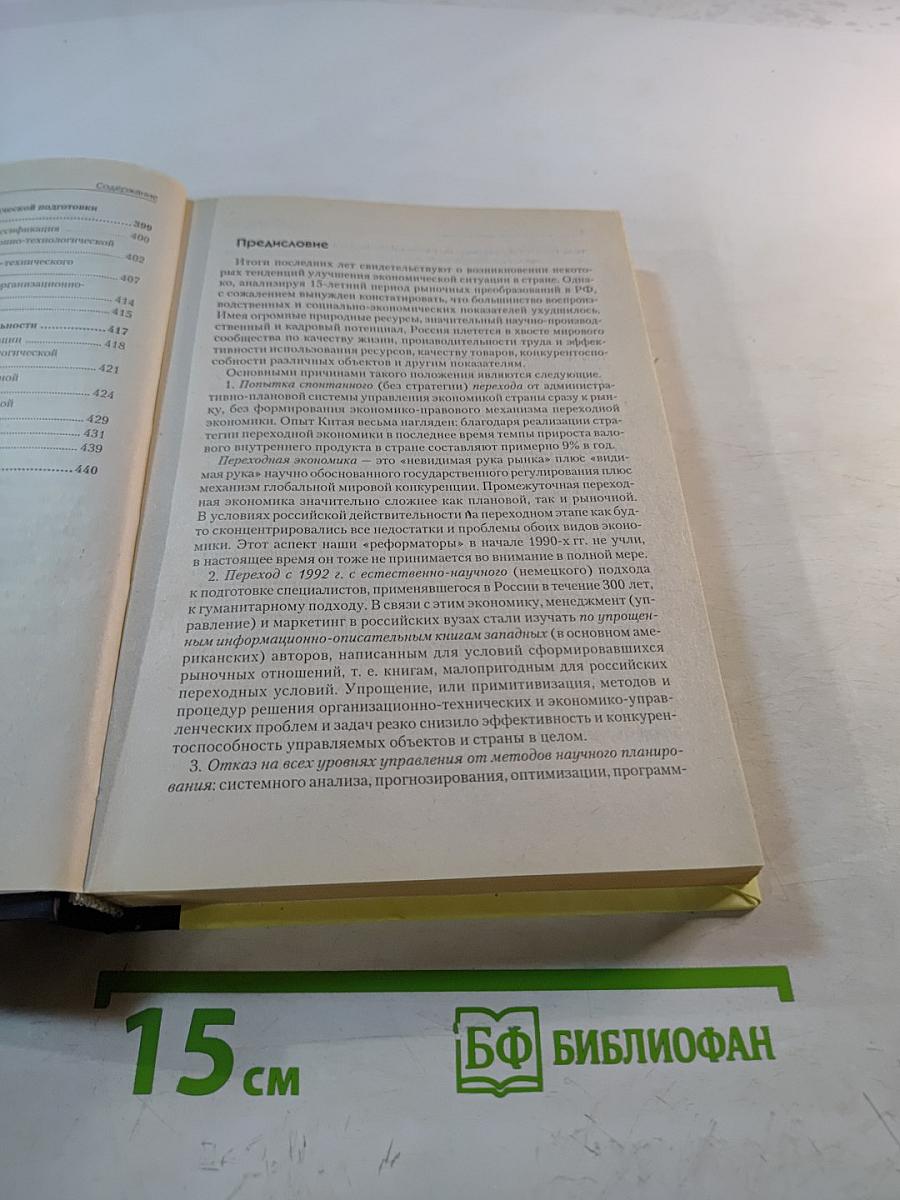 Содержание
ческой подготовки
399
400
онно-технологической
402
-технического
407
организационно-
414
415
льности 417
ции 418
логической
421
ной
424
ой
429
431
439
440
Предисловие
Итоги последних лет свидетельствуют о возникновении некото-
рых тенденций улучшения экономической ситуации в стране. Одна-
ко, анализируя 15-летний период рыночных преобразований в РФ,
с сожалением вынужден констатировать, что большинство воспроиз-
водственных и социально-экономических показателей ухудшилось.
Имея огромные природные ресурсы, значительный научно-производ-
ственный и кадровый потенциал, Россия плетется в хвосте мирового
сообщества по качеству жизни, производительности труда и эффек-
тивности использования ресурсов, качеству товаров, конкурентоспо-
собности различных объектов и другим показателям.
Основными причинами такого положения являются следующие.
1. Попытка спонтанного (без стратегии) перехода от администра-
тивно-плановой системы управления экономикой страны сразу к рын-
ку, без формирования экономико-правового механизма переходной
экономики. Опыт Китая весьма нагляден: благодаря реализации стра-
тегии переходной экономики в последнее время темпы прироста вало-
вого внутреннего продукта в стране составляют примерно 9% в год.
Переходная экономика — это «невидимая рука рынка» плюс «види-
мая рука» научно обоснованного государственного регулирования плюс
механизм глобальной мировой конкуренции. Промежуточная переход-
ная экономика значительно сложнее как плановой, так и рыночной.
В условиях российской действительности на переходном этапе как буд-
то сконцентрировались все недостатки и проблемы обоих видов эконо-
мики. Этот аспект наши «реформаторы» в начале 1990-х гг. не учли,
в настоящее время он тоже не принимается во внимание в полной мере.
2. Переход с 1992 г. с естественно-научного (немецкого) подхода
к подготовке специалистов, применявшегося в России в течение 300 лет,
к гуманитарному подходу. В связи с этим экономику, менеджмент (уп-
равление) и маркетинг в российских вузах стали изучать по упрощен-
ным информационно-описательным книгам западных (в основном аме-
риканских) авторов, написанным для условий сформировавшихся
рыночных отношений, т. е. книгам, малопригодным для российских
переходных условий. Упрощение, или примитивизация, методов и
процедур решения организационно-технических и экономико-управ-
ленческих проблем и задач резко снизило эффективность и конкурен-
тоспособность управляемых объектов и страны в целом.
3. Отказ на всех уровнях управления от методов научного планиро-
вания: системного анализа, прогнозирования, оптимизации, программ-
15 см
БФ БИБЛИОФАН